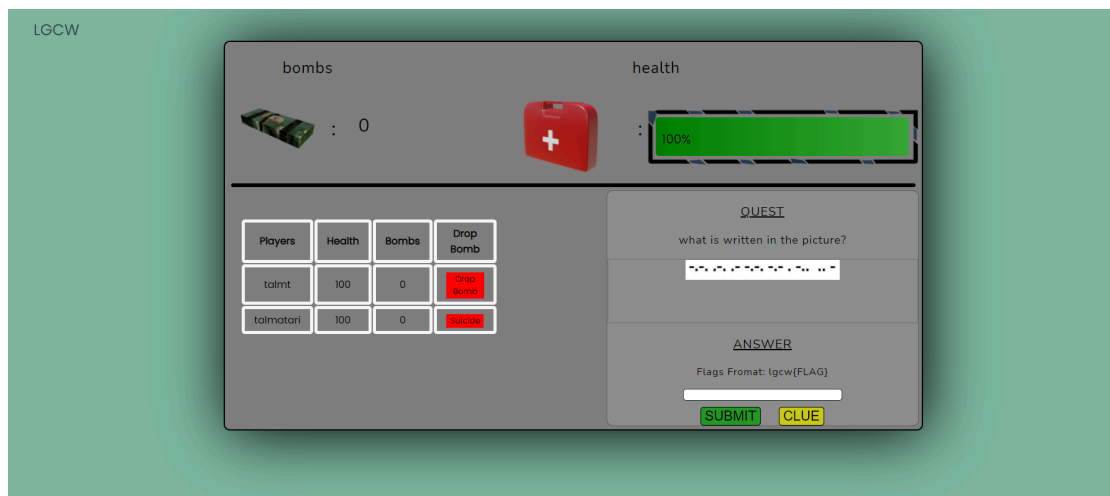 LGCW
bombs
health
: 0
: 100%
Players Health Bombs Drop Bomb
talmt 100 0 Drop Bomb
talmatari 100 0 Suicide
QUEST
what is written in the picture?
-.-. .-. .- -.-. -.- . -.. .. -
ANSWER
Flags Fromat: lgcw{FLAG}
SUBMIT CLUE